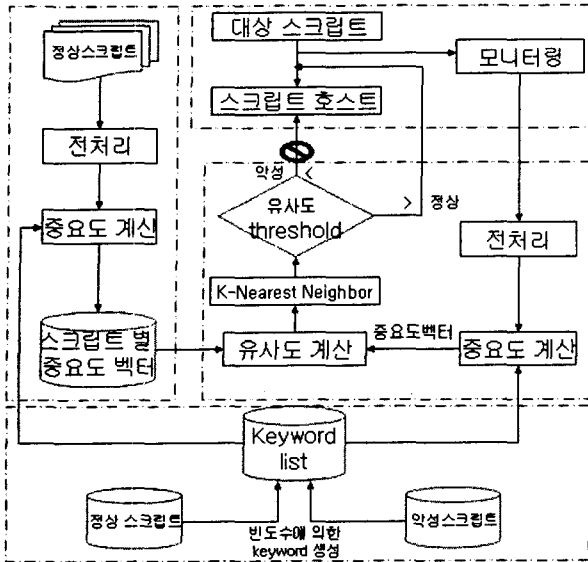 대상 스크립트
정상스크립트
모니터링
스크립트 호스트
전처리
악성 <
유사도
threshold
> 정상
중요도 계산
전처리
K-Nearest Neighbor
스크립트 별
중요도 벡터
유사도 계산
중요도벡터
중요도 계산
Keyword
list
정상 스크립트
빈도수에 의한
keyword 생성
악성스크립트